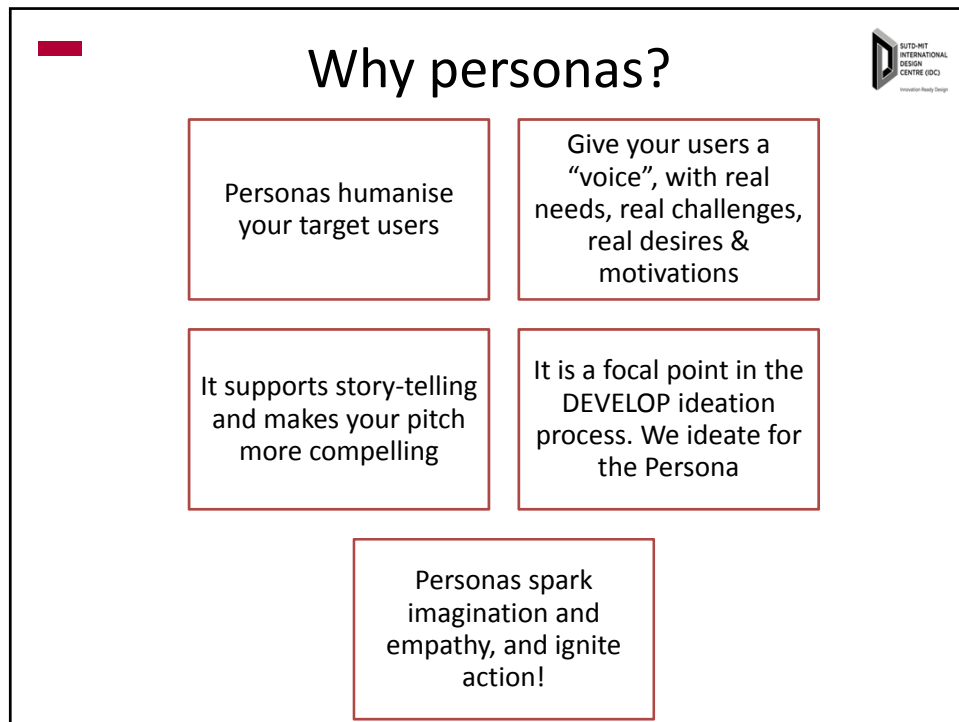 Why personas?
SUTD-MIT
INTERNATIONAL
DESIGN
CENTRE (IDC)
Innovation Ready Design
Personas humanise
your target users
Give your users a
“voice”, with real
needs, real challenges,
real desires &
motivations
It supports story-telling
and makes your pitch
more compelling
It is a focal point in the
DEVELOP ideation
process. We ideate for
the Persona
Personas spark
imagination and
empathy, and ignite
action!